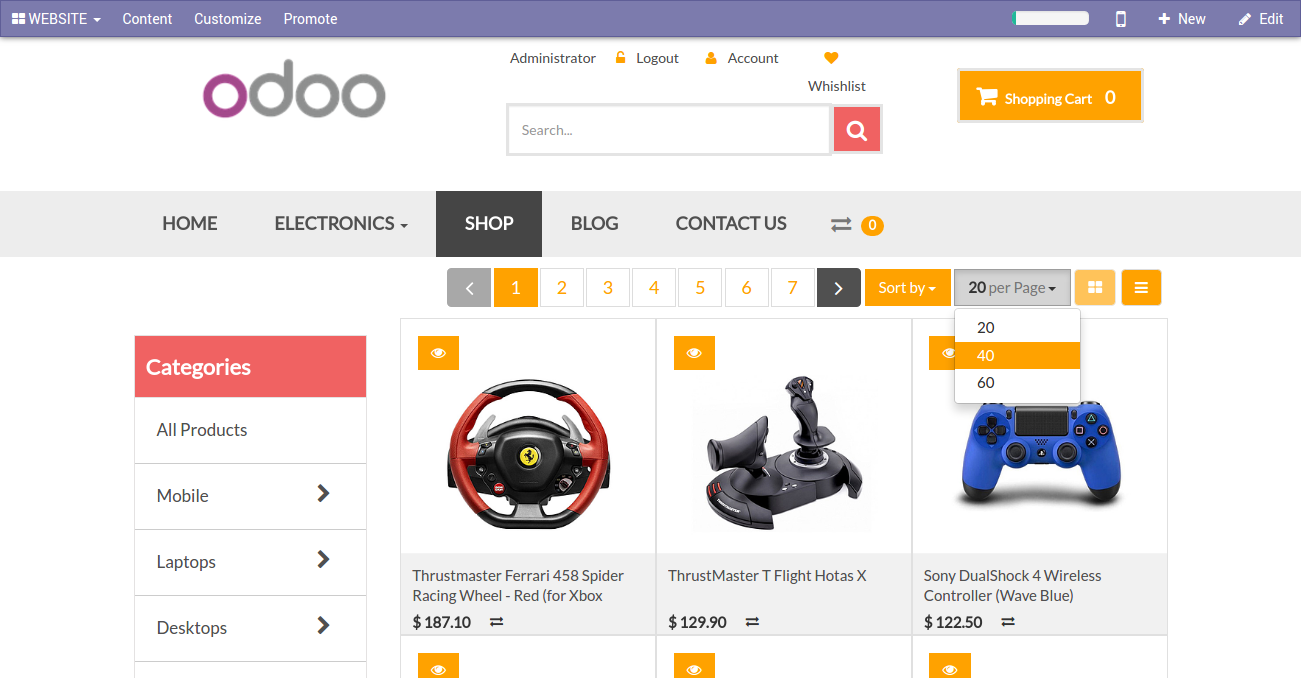 WEBSITE Content Customize Promote New Edit
odoo
Administrator Logout Account
Whishlist
Search...
Shopping Cart 0
HOME ELECTRONICS SHOP BLOG CONTACT US 0
1 2 3 4 5 6 7 Sort by 20 per Page
20
40
60
Categories
All Products
Mobile
Laptops
Desktops
Thrustmaster Ferrari 458 Spider
Racing Wheel - Red (for Xbox
$ 187.10
ThrustMaster T Flight Hotas X
$ 129.90
Sony DualShock 4 Wireless
Controller (Wave Blue)
$ 122.50